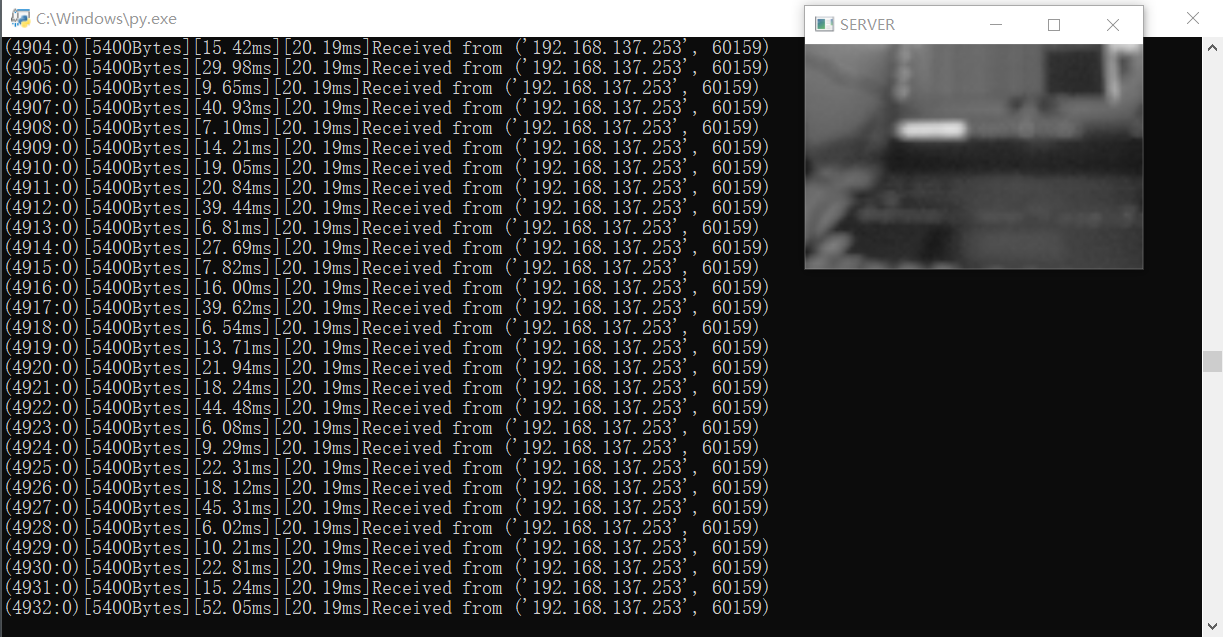 C:\Windows\py.exe
SERVER
(4904:0)[5400Bytes][15.42ms][20.19ms]Received from ('192.168.137.253', 60159)
(4905:0)[5400Bytes][29.98ms][20.19ms]Received from ('192.168.137.253', 60159)
(4906:0)[5400Bytes][9.65ms][20.19ms]Received from ('192.168.137.253', 60159)
(4907:0)[5400Bytes][40.93ms][20.19ms]Received from ('192.168.137.253', 60159)
(4908:0)[5400Bytes][7.10ms][20.19ms]Received from ('192.168.137.253', 60159)
(4909:0)[5400Bytes][14.21ms][20.19ms]Received from ('192.168.137.253', 60159)
(4910:0)[5400Bytes][19.05ms][20.19ms]Received from ('192.168.137.253', 60159)
(4911:0)[5400Bytes][20.84ms][20.19ms]Received from ('192.168.137.253', 60159)
(4912:0)[5400Bytes][39.44ms][20.19ms]Received from ('192.168.137.253', 60159)
(4913:0)[5400Bytes][6.81ms][20.19ms]Received from ('192.168.137.253', 60159)
(4914:0)[5400Bytes][27.69ms][20.19ms]Received from ('192.168.137.253', 60159)
(4915:0)[5400Bytes][7.82ms][20.19ms]Received from ('192.168.137.253', 60159)
(4916:0)[5400Bytes][16.00ms][20.19ms]Received from ('192.168.137.253', 60159)
(4917:0)[5400Bytes][39.62ms][20.19ms]Received from ('192.168.137.253', 60159)
(4918:0)[5400Bytes][6.54ms][20.19ms]Received from ('192.168.137.253', 60159)
(4919:0)[5400Bytes][13.71ms][20.19ms]Received from ('192.168.137.253', 60159)
(4920:0)[5400Bytes][21.94ms][20.19ms]Received from ('192.168.137.253', 60159)
(4921:0)[5400Bytes][18.24ms][20.19ms]Received from ('192.168.137.253', 60159)
(4922:0)[5400Bytes][44.48ms][20.19ms]Received from ('192.168.137.253', 60159)
(4923:0)[5400Bytes][6.08ms][20.19ms]Received from ('192.168.137.253', 60159)
(4924:0)[5400Bytes][9.29ms][20.19ms]Received from ('192.168.137.253', 60159)
(4925:0)[5400Bytes][22.31ms][20.19ms]Received from ('192.168.137.253', 60159)
(4926:0)[5400Bytes][18.12ms][20.19ms]Received from ('192.168.137.253', 60159)
(4927:0)[5400Bytes][45.31ms][20.19ms]Received from ('192.168.137.253', 60159)
(4928:0)[5400Bytes][6.02ms][20.19ms]Received from ('192.168.137.253', 60159)
(4929:0)[5400Bytes][10.21ms][20.19ms]Received from ('192.168.137.253', 60159)
(4930:0)[5400Bytes][22.81ms][20.19ms]Received from ('192.168.137.253', 60159)
(4931:0)[5400Bytes][15.24ms][20.19ms]Received from ('192.168.137.253', 60159)
(4932:0)[5400Bytes][52.05ms][20.19ms]Received from ('192.168.137.253', 60159)